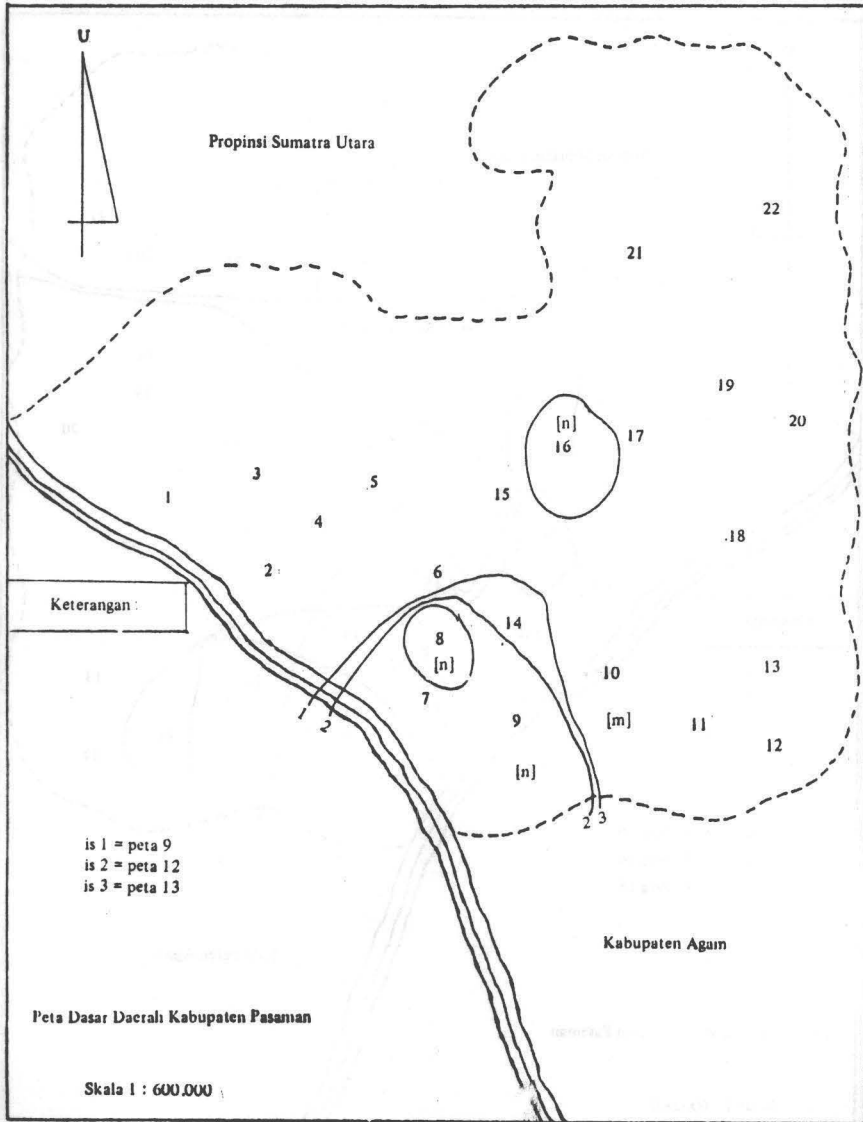 U
Propinsi Sumatra Utara
22
21
19
[n]
20
16
17
3
5
1
15
4
18
2
6
Keterangan :
14
8
10
13
[n]
7
9
[m]
11
1
2
12
[n]
2
3
is 1 = peta 9
is 2 = peta 12
is 3 = peta 13
Kabupaten Agam
Peta Dasar Daerah Kabupaten Pasaman
Skala 1 : 600.000